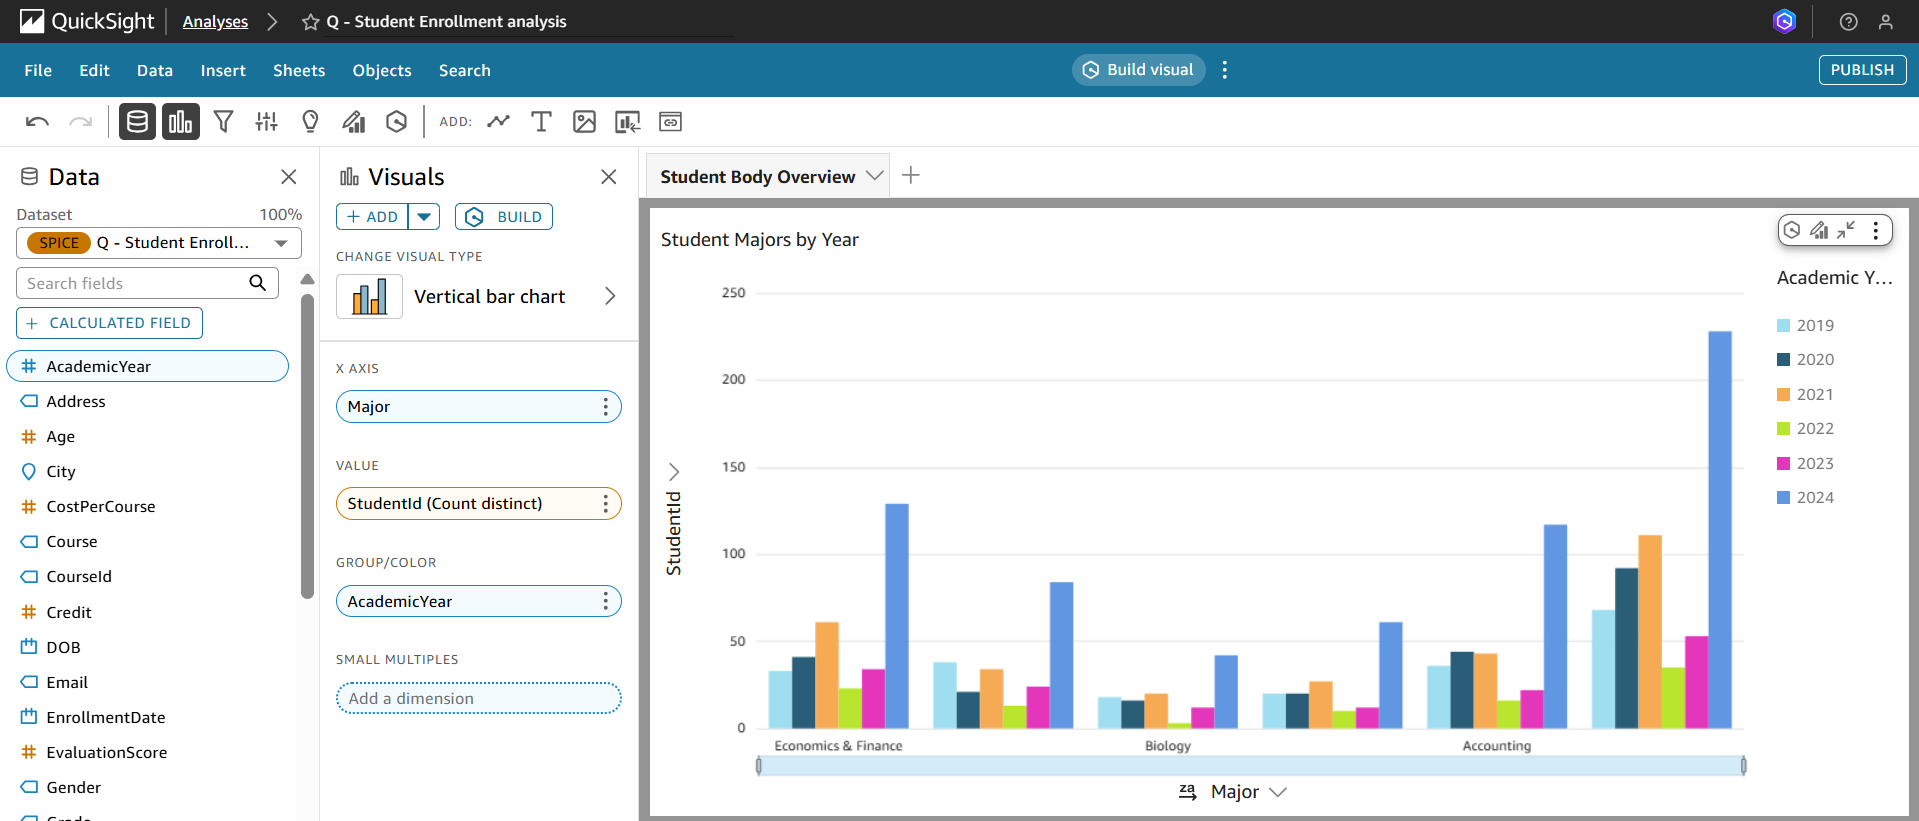 QuickSight
Analyses
Q - Student Enrollment analysis
File Edit Data Insert Sheets Objects Search
Build visual
PUBLISH
ADD:
Data
Dataset
100%
SPICE Q - Student Enroll...
Search fields
+ CALCULATED FIELD
AcademicYear
Address
Age
City
CostPerCourse
Course
CourseId
Credit
DOB
Email
EnrollmentDate
EvaluationScore
Gender
Visuals
+ ADD
BUILD
CHANGE VISUAL TYPE
Vertical bar chart
X AXIS
Major
VALUE
StudentId (Count distinct)
GROUP/COLOR
AcademicYear
SMALL MULTIPLES
Add a dimension
Student Body Overview
Student Majors by Year
250
200
150
100
50
0
StudentId
Economics & Finance
Biology
Accounting
za
Major
Academic Y...
2019
2020
2021
2022
2023
2024